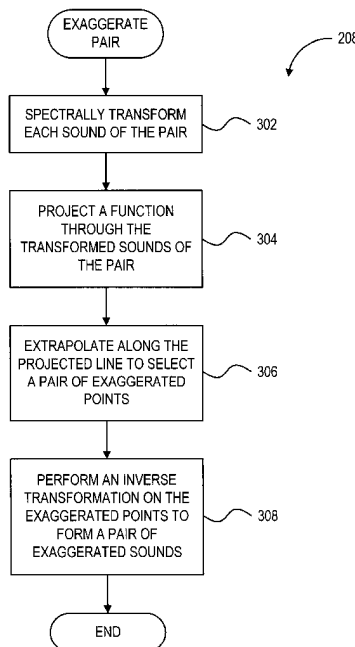 EXAGGERATE
PAIR
208
SPECTRALLY TRANSFORM
EACH SOUND OF THE PAIR
302
PROJECT A FUNCTION
THROUGH THE
TRANSFORMED SOUNDS OF
THE PAIR
304
EXTRAPOLATE ALONG THE
PROJECTED LINE TO SELECT
A PAIR OF EXAGGERATED
POINTS
306
PERFORM AN INVERSE
TRANSFORMATION ON THE
EXAGGERATED POINTS TO
FORM A PAIR OF
EXAGGERATED SOUNDS
308
END